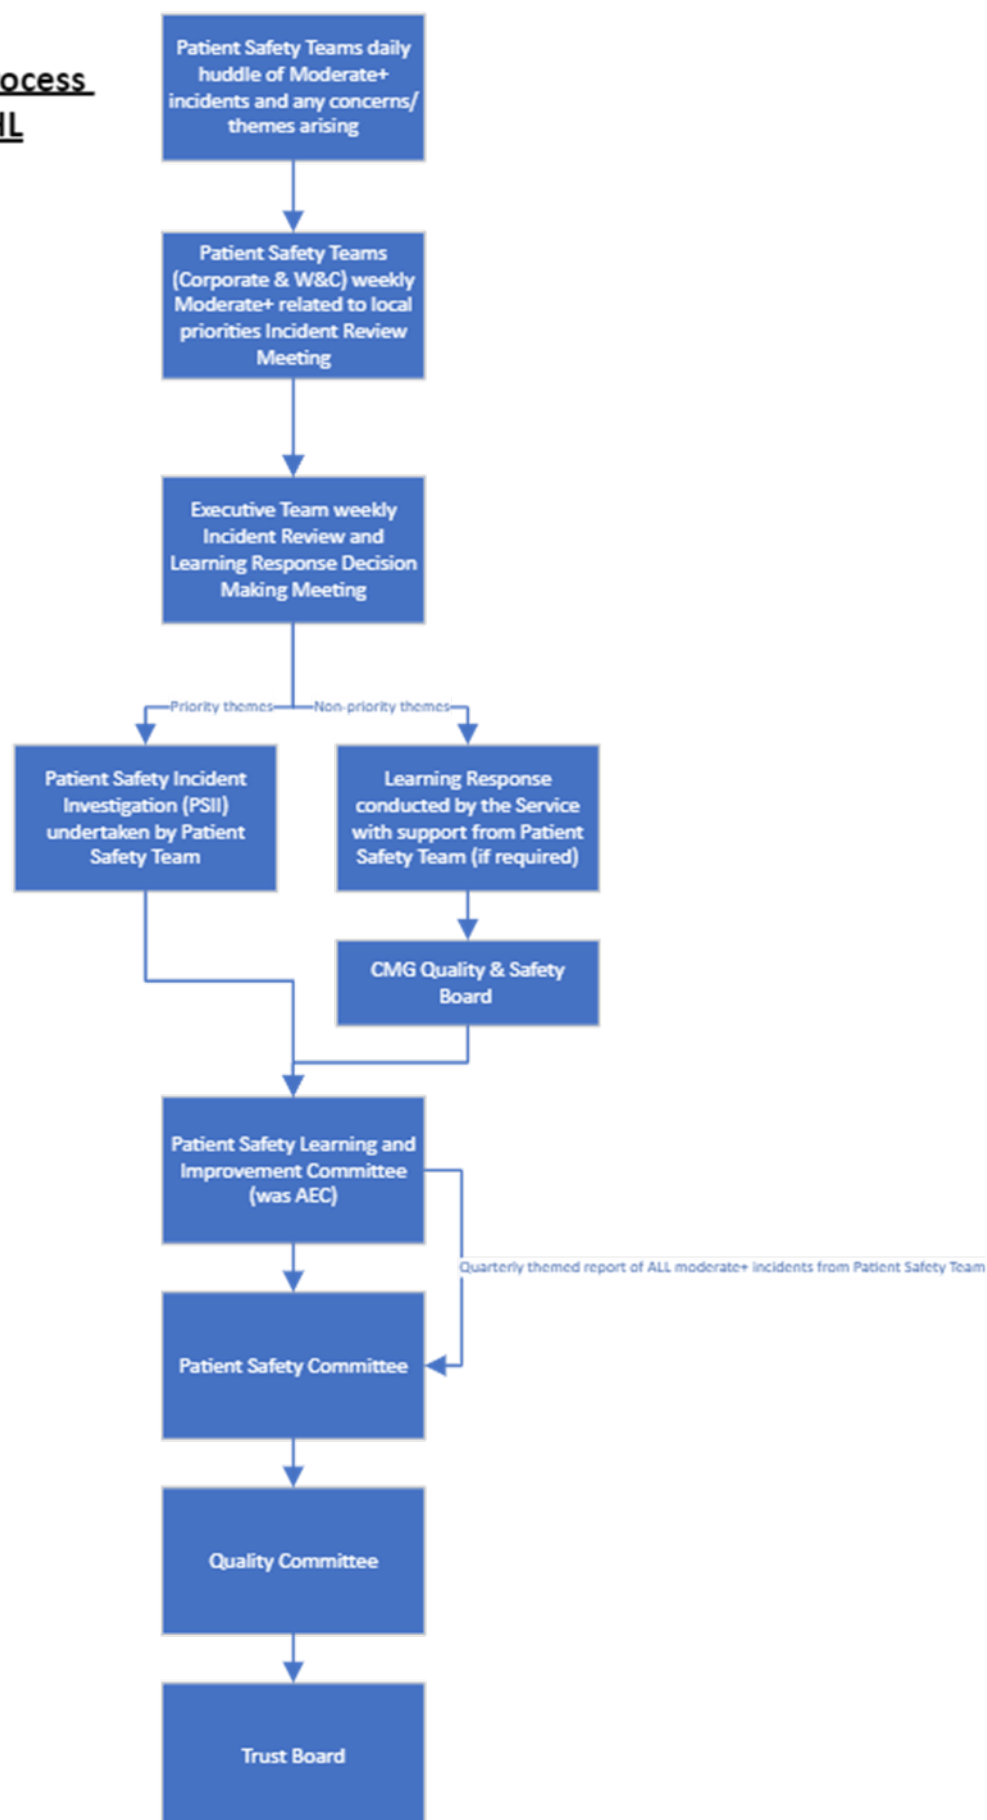 ocess
HL
Patient Safety Teams daily
huddle of Moderate+
incidents and any concerns/
themes arising
Patient Safety Teams
(Corporate & W&C) weekly
Moderate+ related to local
priorities Incident Review
Meeting
Executive Team weekly
Incident Review and
Learning Response Decision
Making Meeting
Priority themes
Non-priority themes
Patient Safety Incident
Investigation (PSII)
undertaken by Patient
Safety Team
Learning Response
conducted by the Service
with support from Patient
Safety Team (if required)
CMG Quality & Safety
Board
Patient Safety Learning and
Improvement Committee
(was AEC)
Quarterly themed report of ALL moderate+ incidents from Patient Safety Team
Patient Safety Committee
Quality Committee
Trust Board